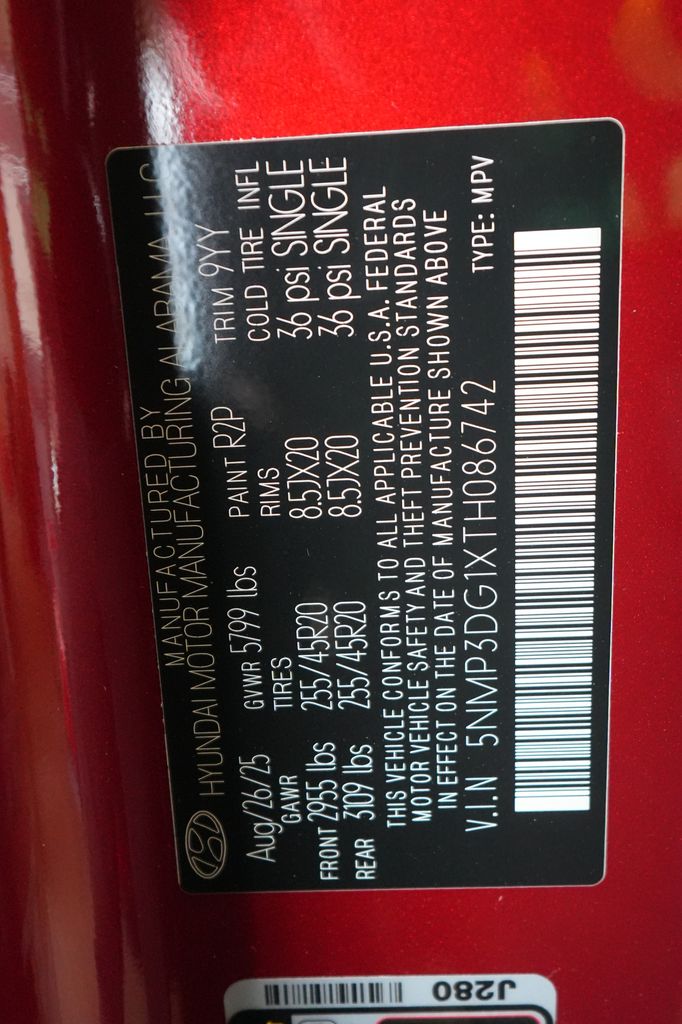 MANUFACTURED BY
HYUNDAI MOTOR MANUFACTURING ALABAMA, LLC
Aug/26/25 GVWR 5799 lbs PAINT R2P TRIM 9YY
GAWR TIRES RIMS COLD TIRE INFL
FRONT 2955 lbs 255/45R20 8.5JX20 36 psi SINGLE
REAR 3109 lbs 255/45R20 8.5JX20 36 psi SINGLE
THIS VEHICLE CONFORMS TO ALL APPLICABLE U.S.A. FEDERAL
MOTOR VEHICLE SAFETY AND THEFT PREVENTION STANDARDS
IN EFFECT ON THE DATE OF MANUFACTURE SHOWN ABOVE
V.I.N 5NMP3DG1XTH086742 TYPE: MPV
J280